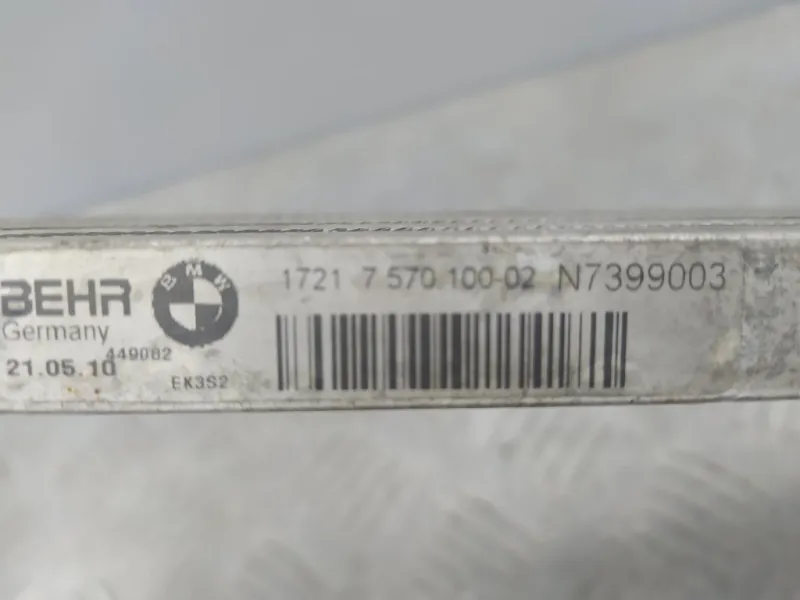 BEHR
Germany
21.05.10
449082
EK3S2
BMW
1721 7 570 100-02 N7399003